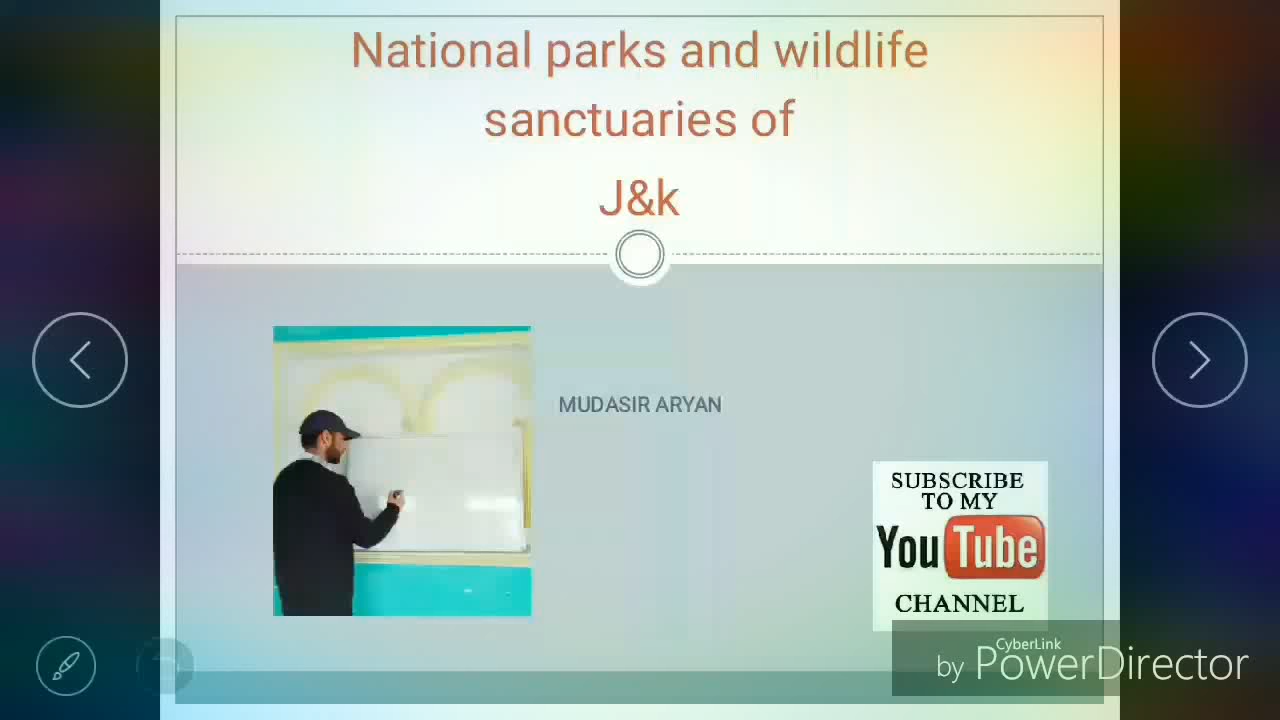 National parks and wildlife
sanctuaries of
J&k
MUDASIR ARYAN
SUBSCRIBE
TO MY
YouTube
CHANNEL
CyberLink
by PowerDirector